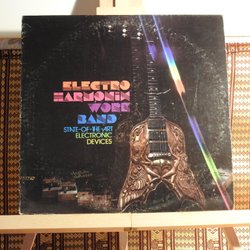 ELECTRO
HARMONIX
WORK
BAND
STATE-OF-THE-ART
ELECTRONIC
DEVICES